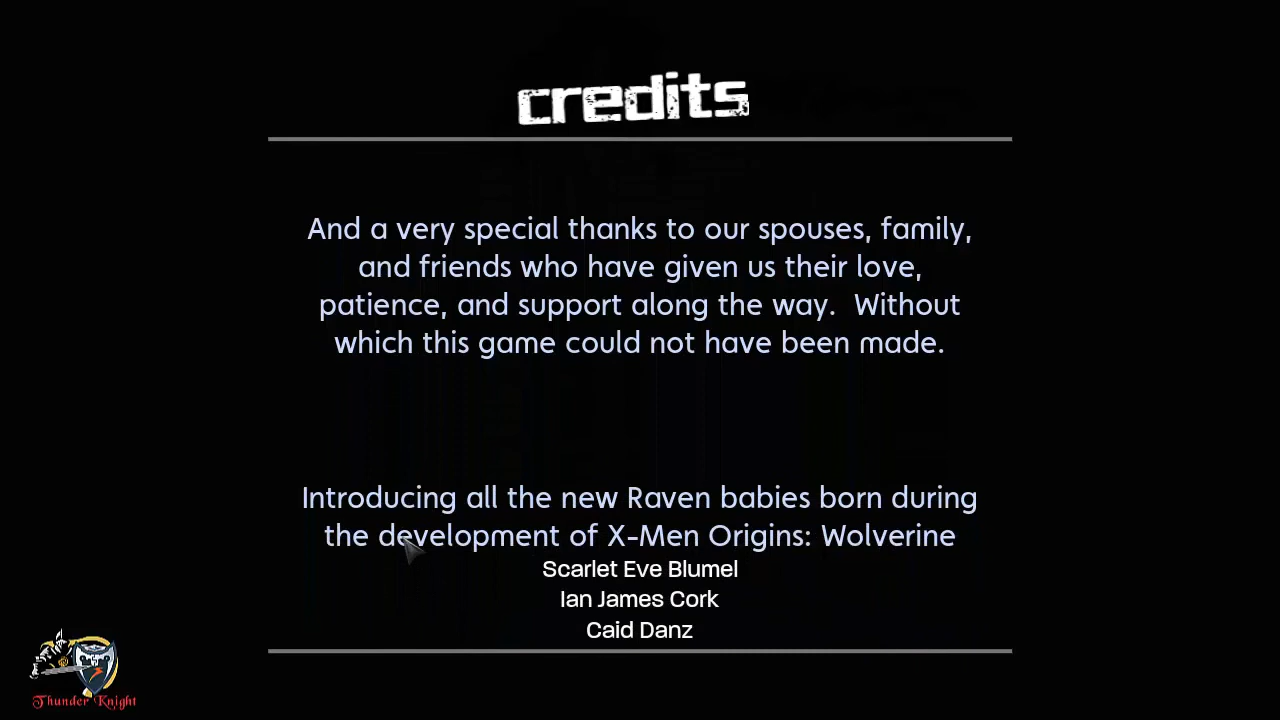 credits
And a very special thanks to our spouses, family,
and friends who have given us their love,
patience, and support along the way.  Without
which this game could not have been made.
Introducing all the new Raven babies born during
the development of X-Men Origins: Wolverine
Scarlet Eve Blumel
Ian James Cork
Caid Danz
Thunder Knight